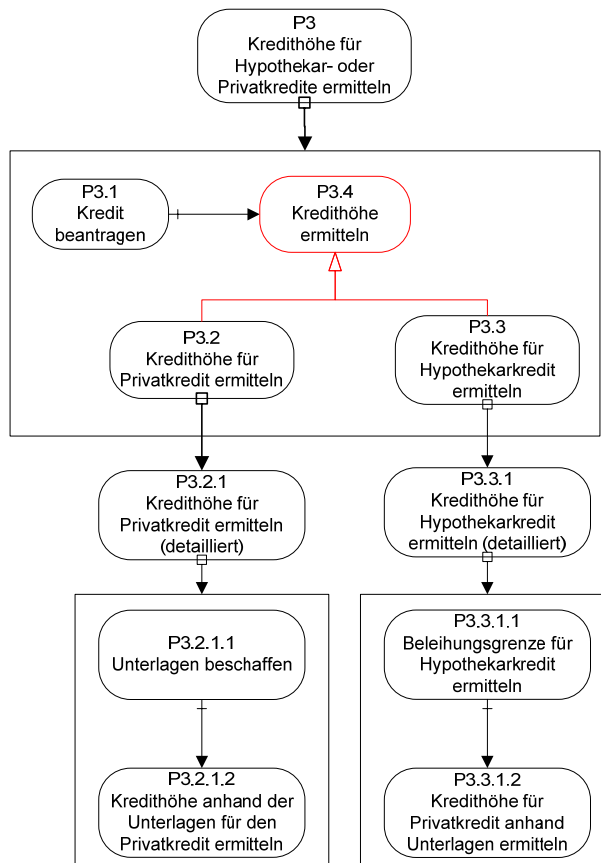 P3
Kredithöhe für
Hypothekar- oder
Privatkredite ermitteln
P3.1
Kredit
beantragen
P3.4
Kredithöhe
ermitteln
P3.2
Kredithöhe für
Privatkredit ermitteln
P3.3
Kredithöhe für
Hypothekarkredit
ermitteln
P3.2.1
Kredithöhe für
Privatkredit ermitteln
(detailliert)
P3.3.1
Kredithöhe für
Hypothekarkredit
ermitteln (detailliert)
P3.2.1.1
Unterlagen beschaffen
P3.3.1.1
Beleihungsgrenze für
Hypothekarkredit
ermitteln
P3.2.1.2
Kredithöhe anhand der
Unterlagen für den
Privatkredit ermitteln
P3.3.1.2
Kredithöhe für
Privatkredit anhand
Unterlagen ermitteln